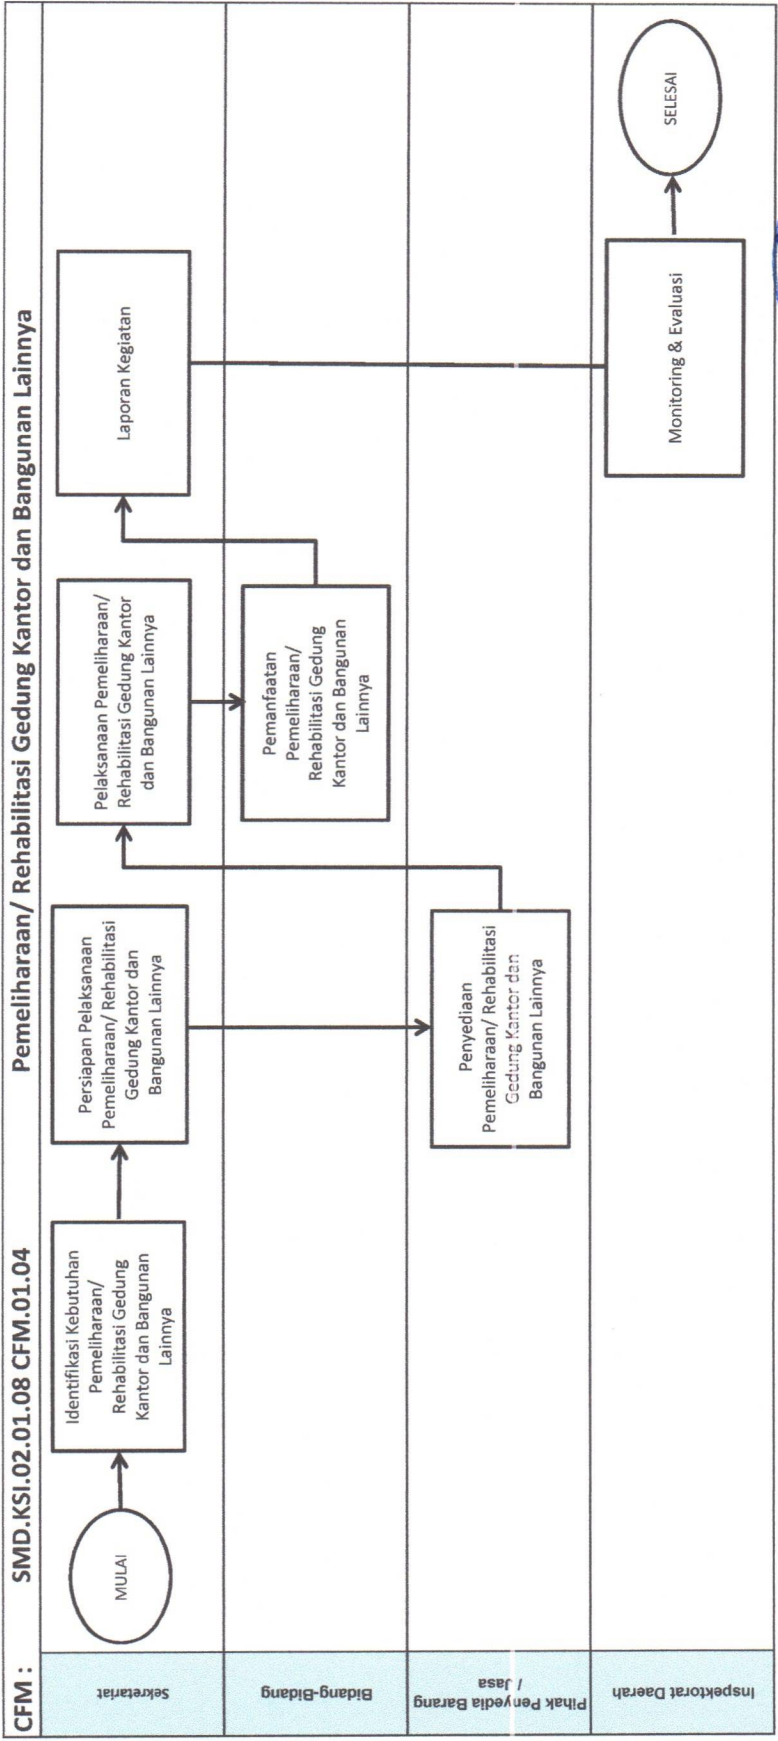 CFM : SMD.KSI.02.01.08 CFM.01.04 Pemeliharaan/ Rehabilitasi Gedung Kantor dan Bangunan Lainnya
Sekretariat
MULAI
Identifikasi Kebutuhan
Pemeliharaan/
Rehabilitasi Gedung
Kantor dan Bangunan
Lainnya
Persiapan Pelaksanaan
Pemeliharaan/ Rehabilitasi
Gedung Kantor dan
Bangunan Lainnya
Pelaksanaan Pemeliharaan/
Rehabilitasi Gedung Kantor
dan Bangunan Lainnya
Laporan Kegiatan
Bidang-Bidang
Pemanfaatan
Pemeliharaan/
Rehabilitasi Gedung
Kantor dan Bangunan
Lainnya
Pihak Penyedia Barang
/ Jasa
Penyediaan
Pemeliharaan/ Rehabilitasi
Gedung Kantor dan
Bangunan Lainnya
Inspektorat Daerah
Monitoring & Evaluasi
SELESAI